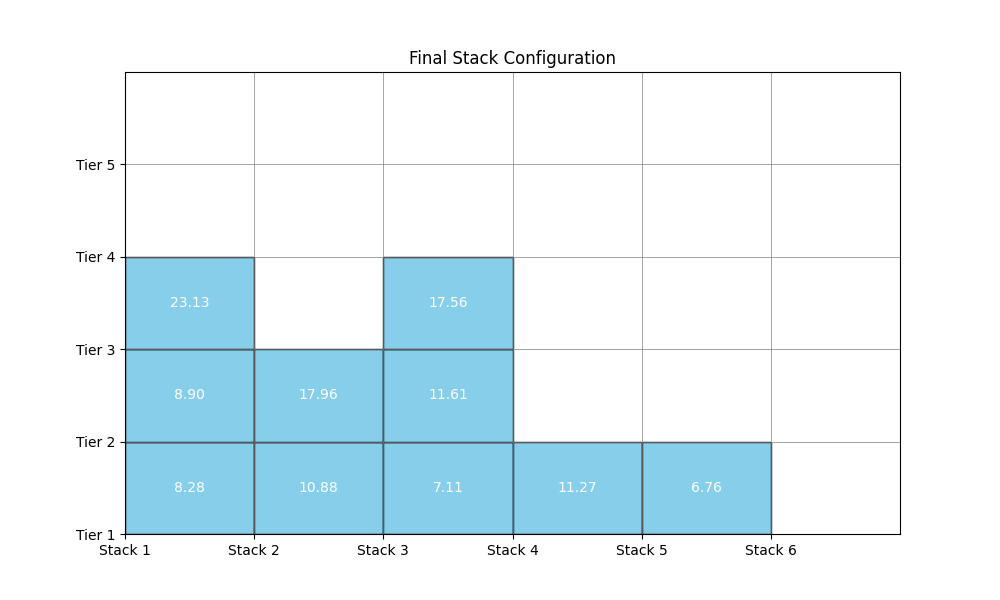 Final Stack Configuration
Tier 5
Tier 4
23.13 17.56
Tier 3
8.90 17.96 11.61
Tier 2
8.28 10.88 7.11 11.27 6.76
Tier 1
Stack 1 Stack 2 Stack 3 Stack 4 Stack 5 Stack 6